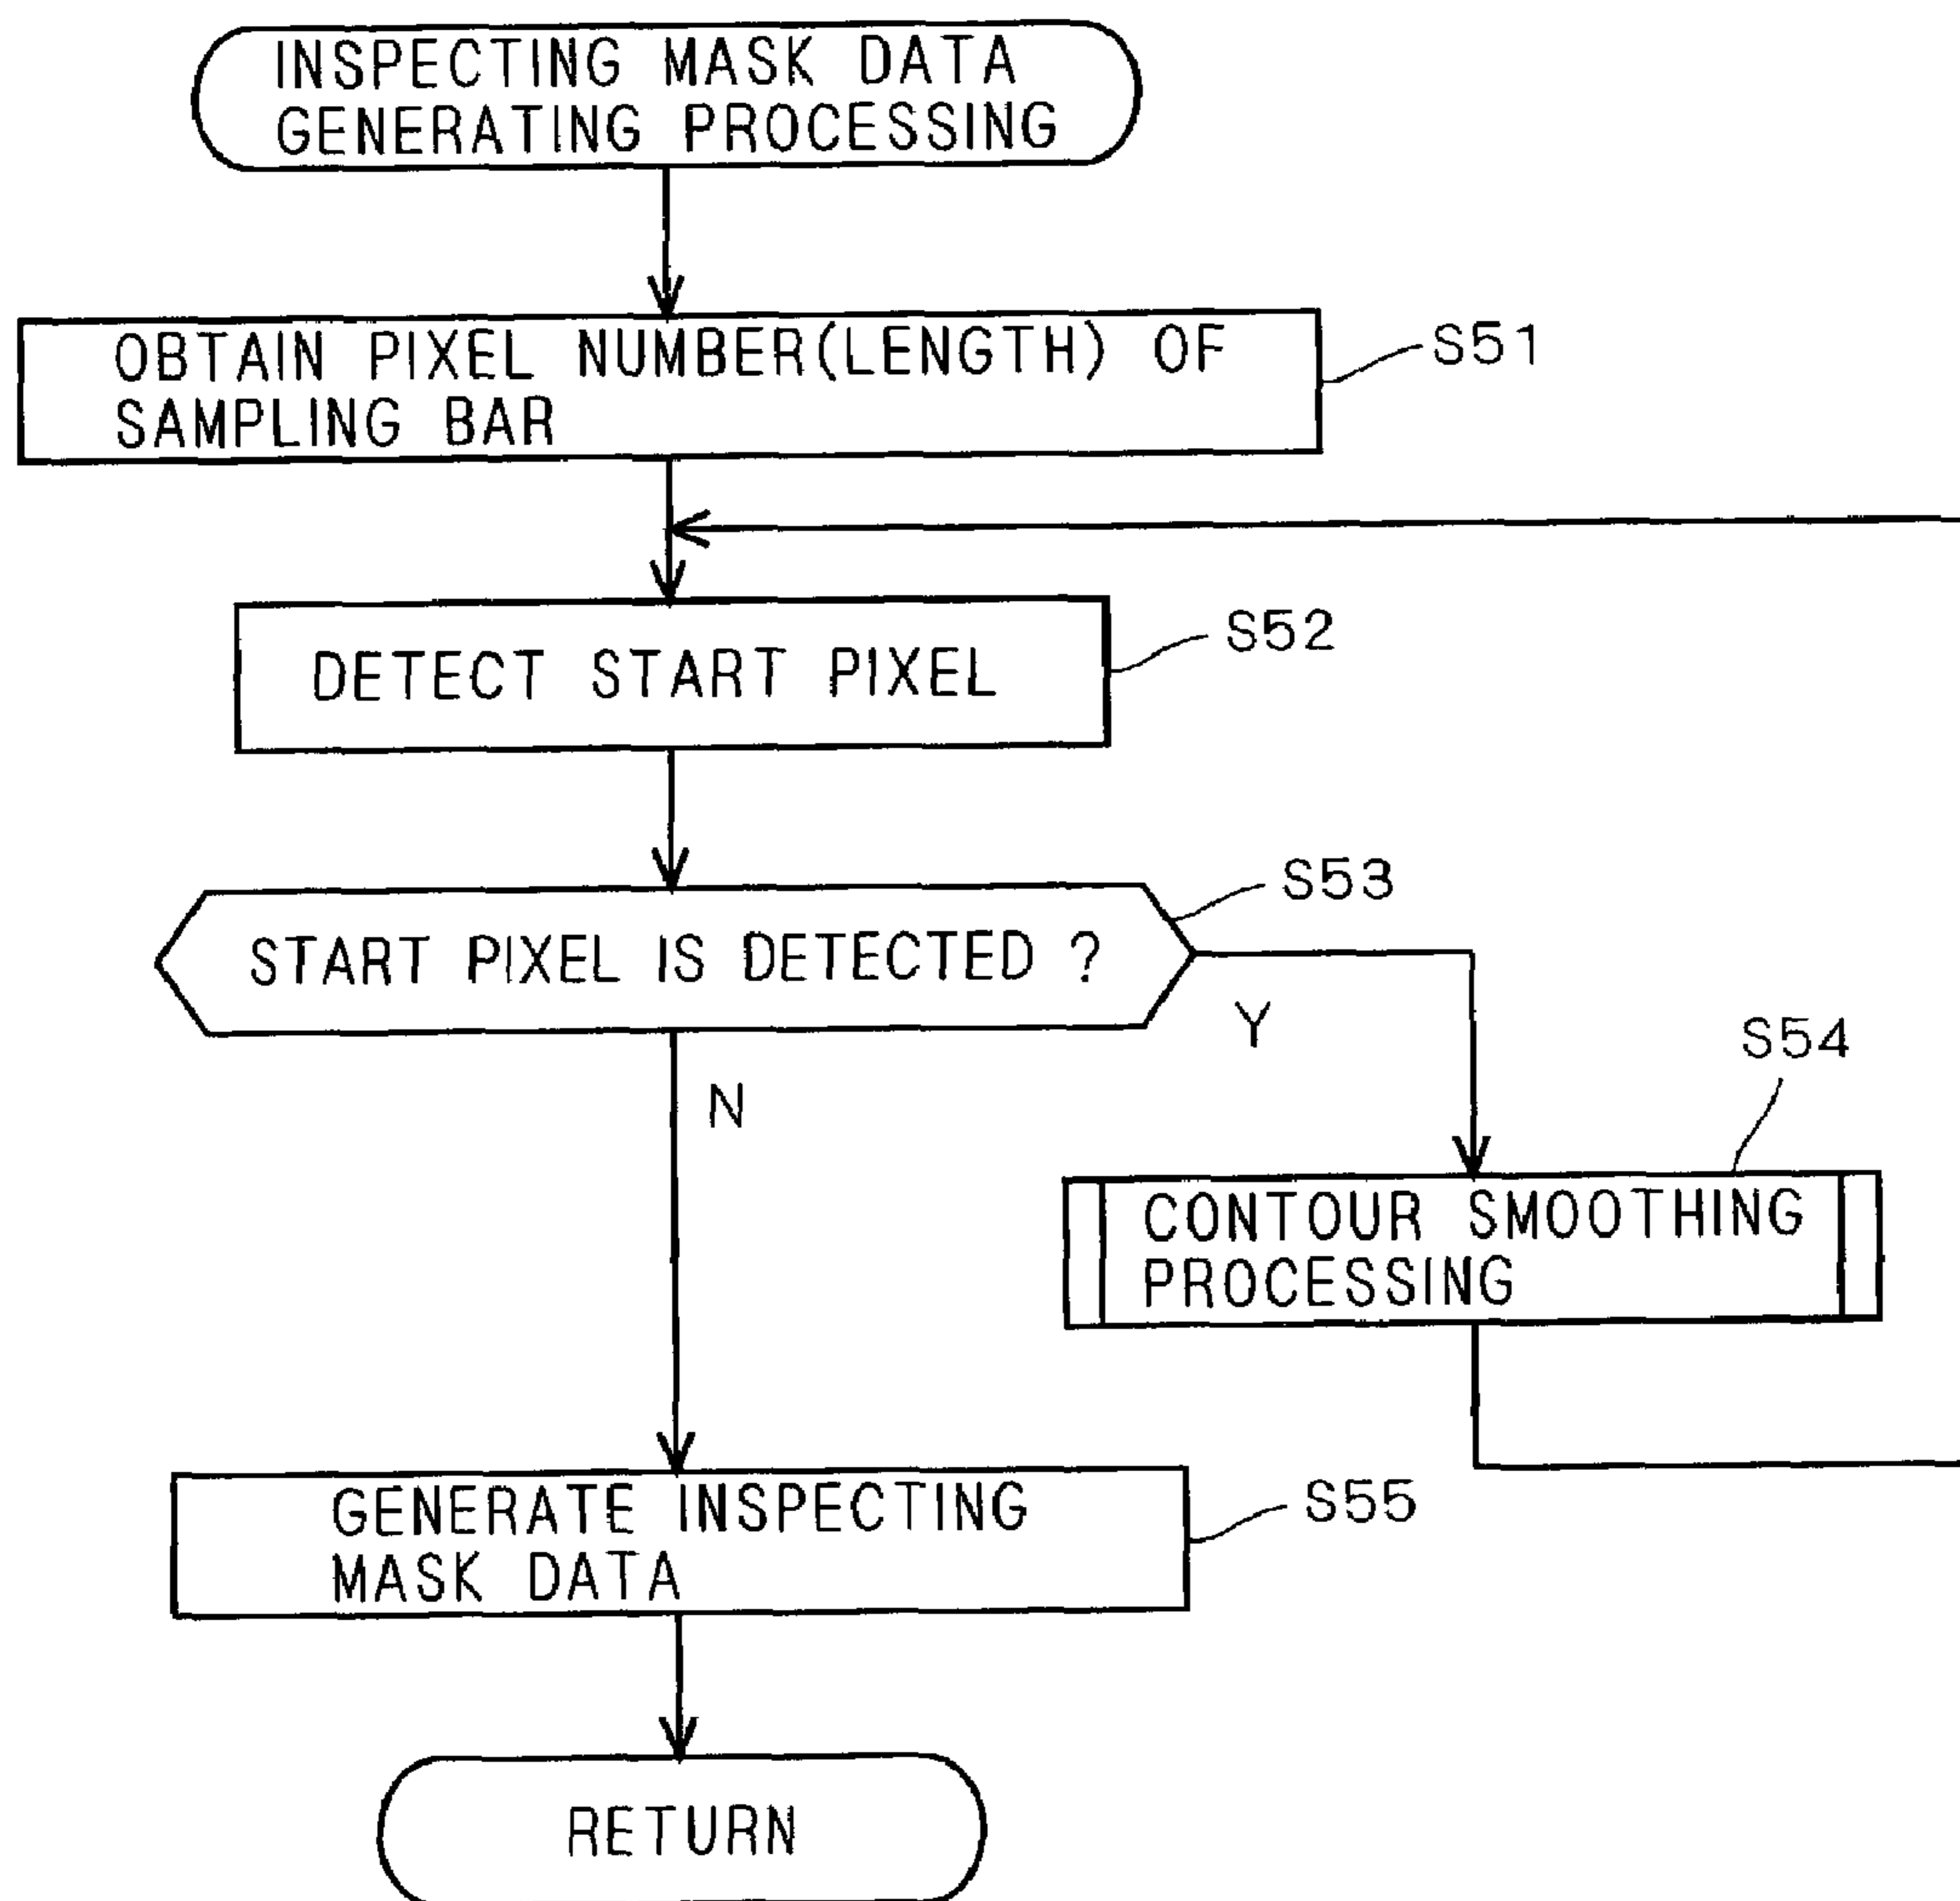 INSPECTING MASK DATA
GENERATING PROCESSING
OBTAIN PIXEL NUMBER(LENGTH) OF
SAMPLING BAR
S51
DETECT START PIXEL
S52
START PIXEL IS DETECTED ?
S53
Y
N
S54
CONTOUR SMOOTHING
PROCESSING
GENERATE INSPECTING
MASK DATA
S55
RETURN